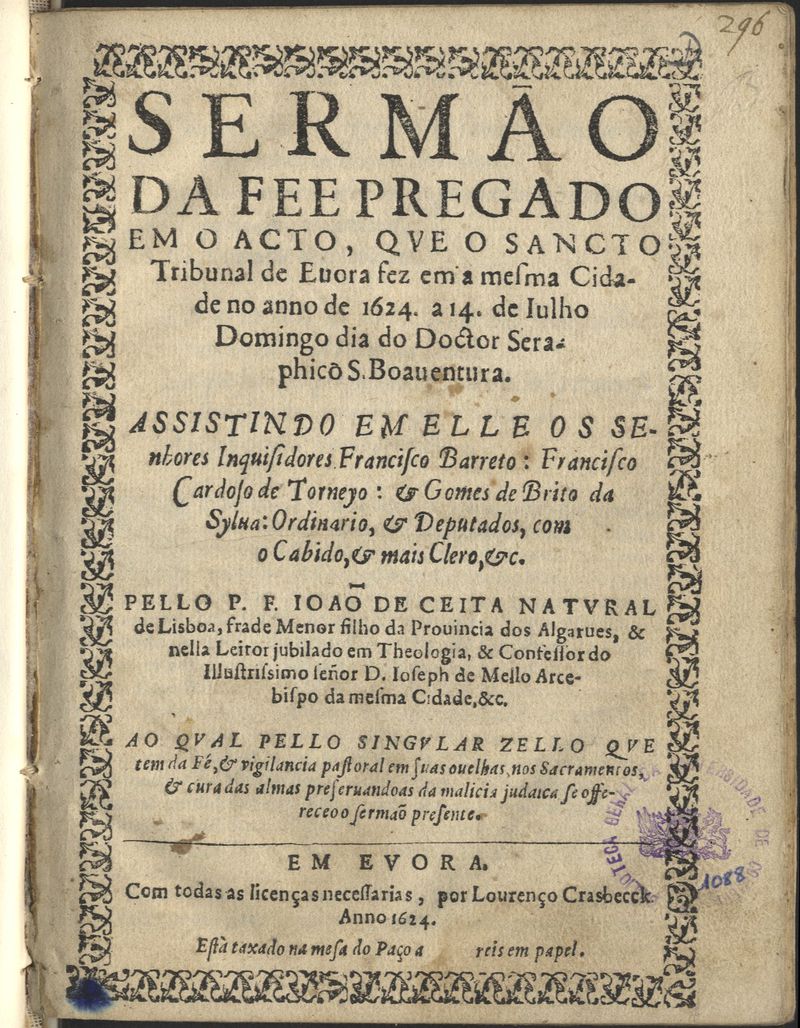 296
SERMÃO
DA FEE PREGADO
EM O ACTO, QVE O SANCTO
Tribunal de Euora fez em a meſma Cida-
de no anno de 1624. a 14. de Iulho
Domingo dia do Doctor Sera-
phico S. Boauentura.
ASSISTINDO EM ELLE OS SE-
nhores Inquiſidores Franciſco Barreto: Franciſco
Cardoſo de Torneyo: & Gomes de Brito da
Sylua: Ordinario, & Deputados, com
o Cabido, & mais Clero, &c.
PELLO P. F. IOAÕ DE CEITA NATVRAL
de Lisboa, frade Menor filho da Prouincia dos Algarues, &
nella Leitor jubilado em Theologia, & Confeſſor do
Illuſtriſsimo ſeñor D. Ioſeph de Mello Arce-
biſpo da meſma Cidade, &c.
AO QVAL PELLO SINGVLAR ZELLO QVE
tem da Fé, & vigilancia paſtoral em ſuas ouelhas, nos Sacramentos,
& cura das almas preſeruandoas da malicia judaica ſe offe-
receo o ſermaõ preſente.
EM EVORA.
Com todas as licenças neceſſarias, por Lourenço Crasbecck
Anno 1624.
Eſtà taxado na meſa do Paço a reis em papel.
1088